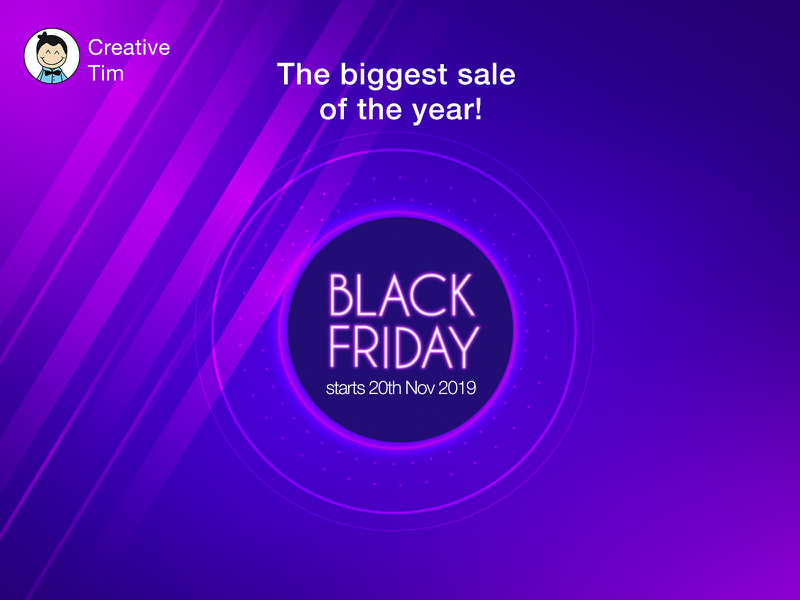 Creative
Tim
The biggest sale
of the year!
BLACK
FRIDAY
starts 20th Nov 2019